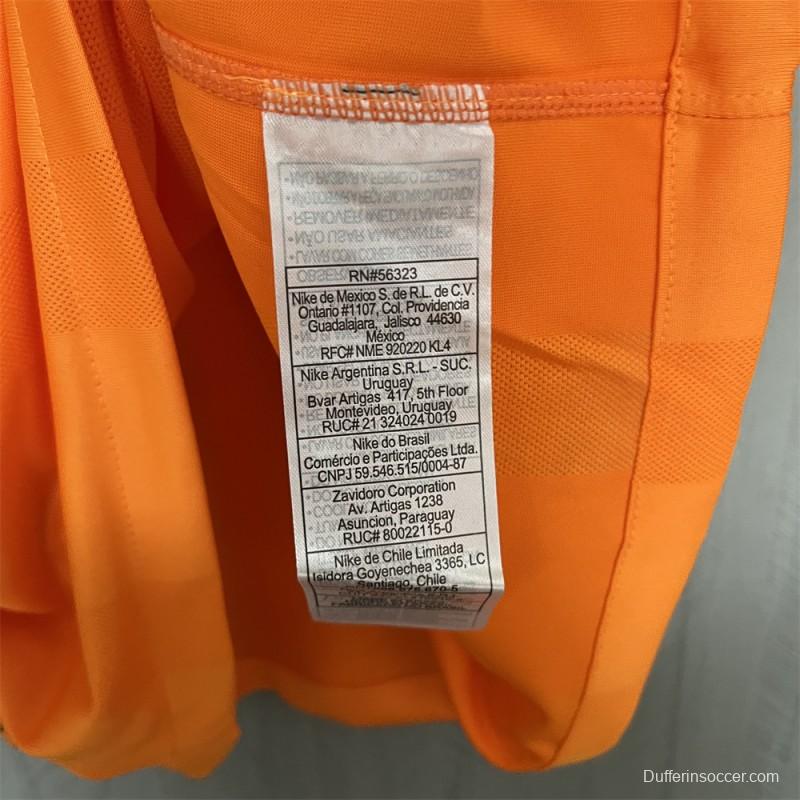 RN#56323
Nike de Mexico S. de R.L. de C.V.
Ontario #1107, Col. Providencia
Guadalajara, Jalisco 44630
México
RFC# NME 920220 KL4
Nike Argentina S.R.L. - SUC.
Uruguay
Bvar Artigas 417, 5th Floor
Montevideo, Uruguay
RUC# 21 324024 0019
Nike do Brasil
Comércio e Participações Ltda.
CNPJ 59.546.515/0004-87
Zavidoro Corporation
Av. Artigas 1238
Asuncion, Paraguay
RUC# 80022115-0
Nike de Chile Limitada
Isidora Goyenechea 3365, LC
Santiago, Chile
Dufferinsoccer.com